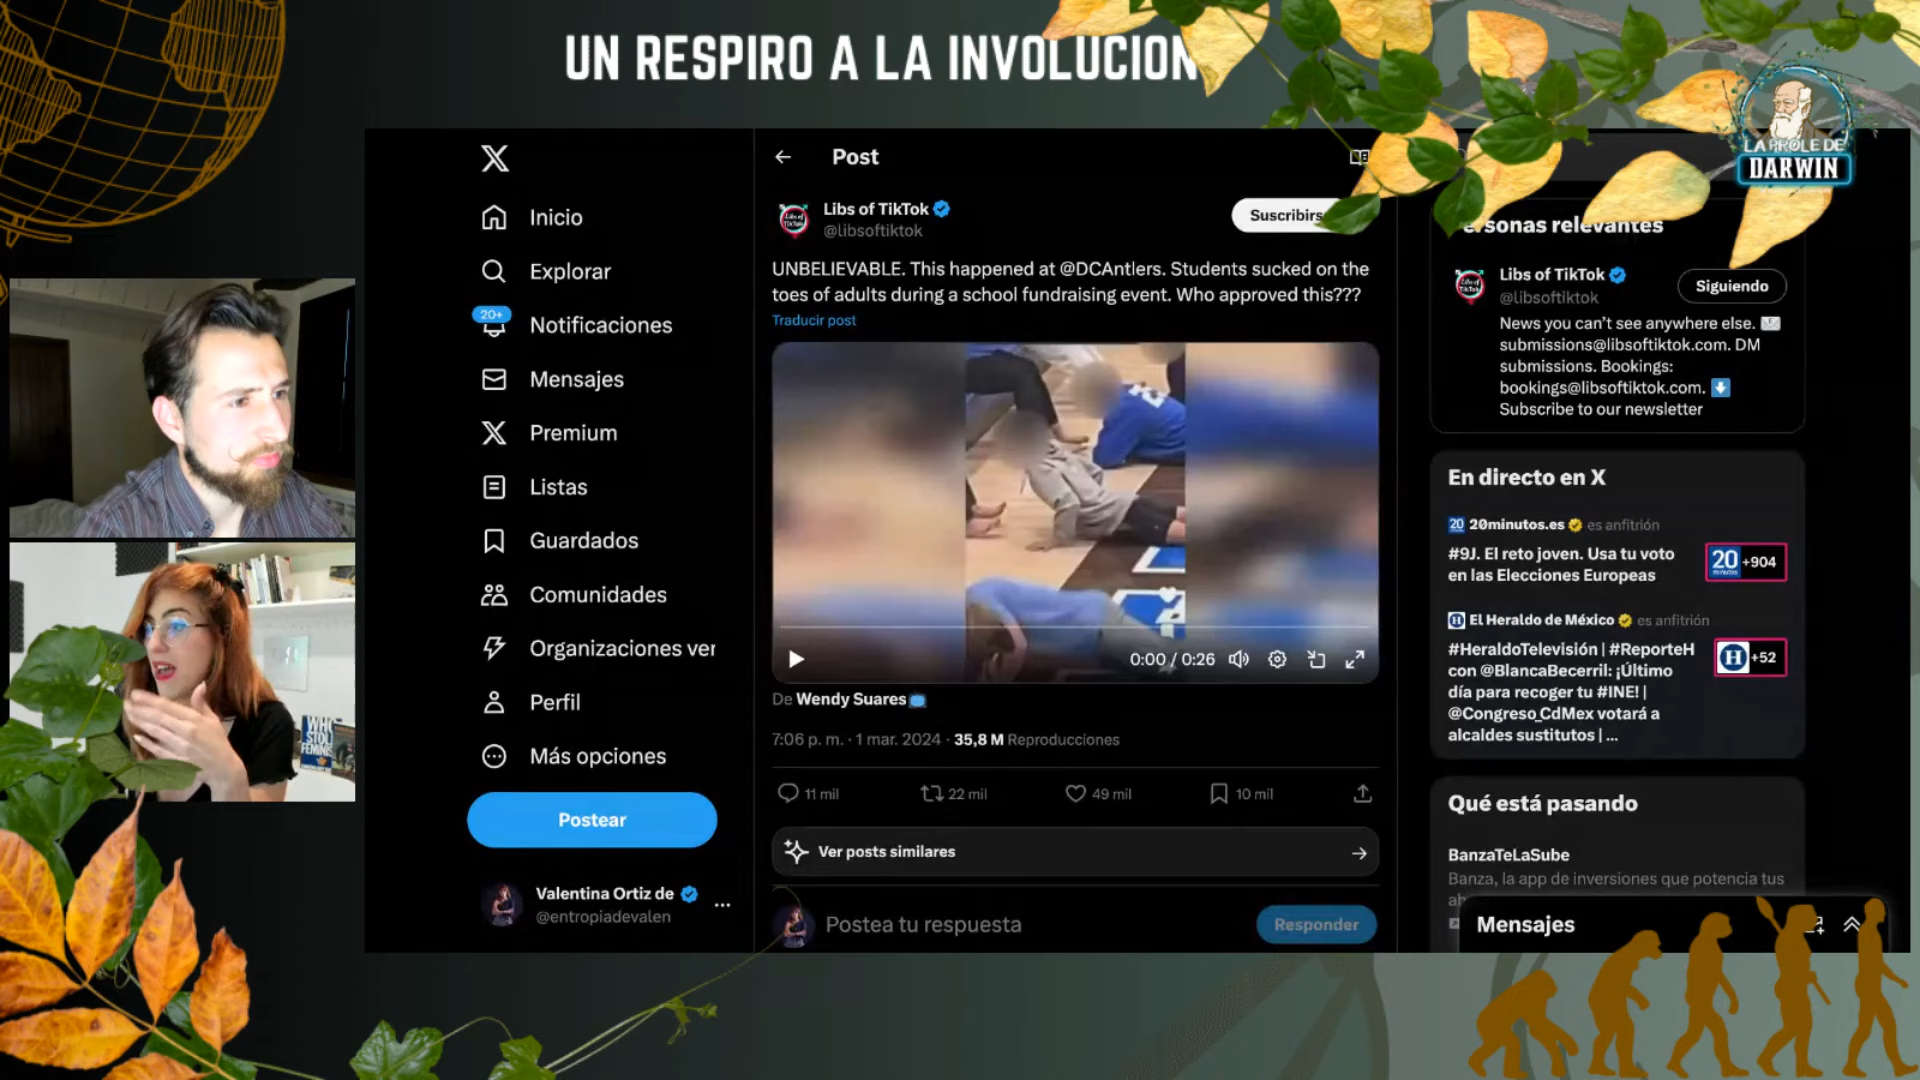 UN RESPIRO A LA INVOLUCION
LA PROLE DE
DARWIN
Inicio
Explorar
20+
Notificaciones
Mensajes
Premium
Listas
Guardados
Comunidades
Organizaciones ver
Perfil
Más opciones
Postear
Valentina Ortiz de
@entropiadevalen
Post
Libs of TikTok
@libsoftiktok
Suscribirs
UNBELIEVABLE. This happened at @DCAntlers. Students sucked on the
toes of adults during a school fundraising event. Who approved this???
Traducir post
0:00 / 0:26
De Wendy Suares
7:06 p. m. · 1 mar. 2024 · 35,8 M Reproducciones
11 mil
22 mil
49 mil
10 mil
Ver posts similares
Postea tu respuesta
Responder
ersonas relevantes
Libs of TikTok
@libsoftiktok
Siguiendo
News you can't see anywhere else.
submissions@libsoftiktok.com. DM
submissions. Bookings:
bookings@libsoftiktok.com.
Subscribe to our newsletter
En directo en X
20 20minutos.es es anfitrión
#9J. El reto joven. Usa tu voto
en las Elecciones Europeas
20 +904
El Heraldo de México es anfitrión
#HeraldoTelevisión | #ReporteH
con @BlancaBecerril: ¡Último
día para recoger tu #INE! |
@Congreso_CdMex votará a
alcaldes sustitutos | ...
H +52
Qué está pasando
BanzaTeLaSube
Banza, la app de inversiones que potencia tus
ah
Mensajes
WHO
STOL
FEMINIS